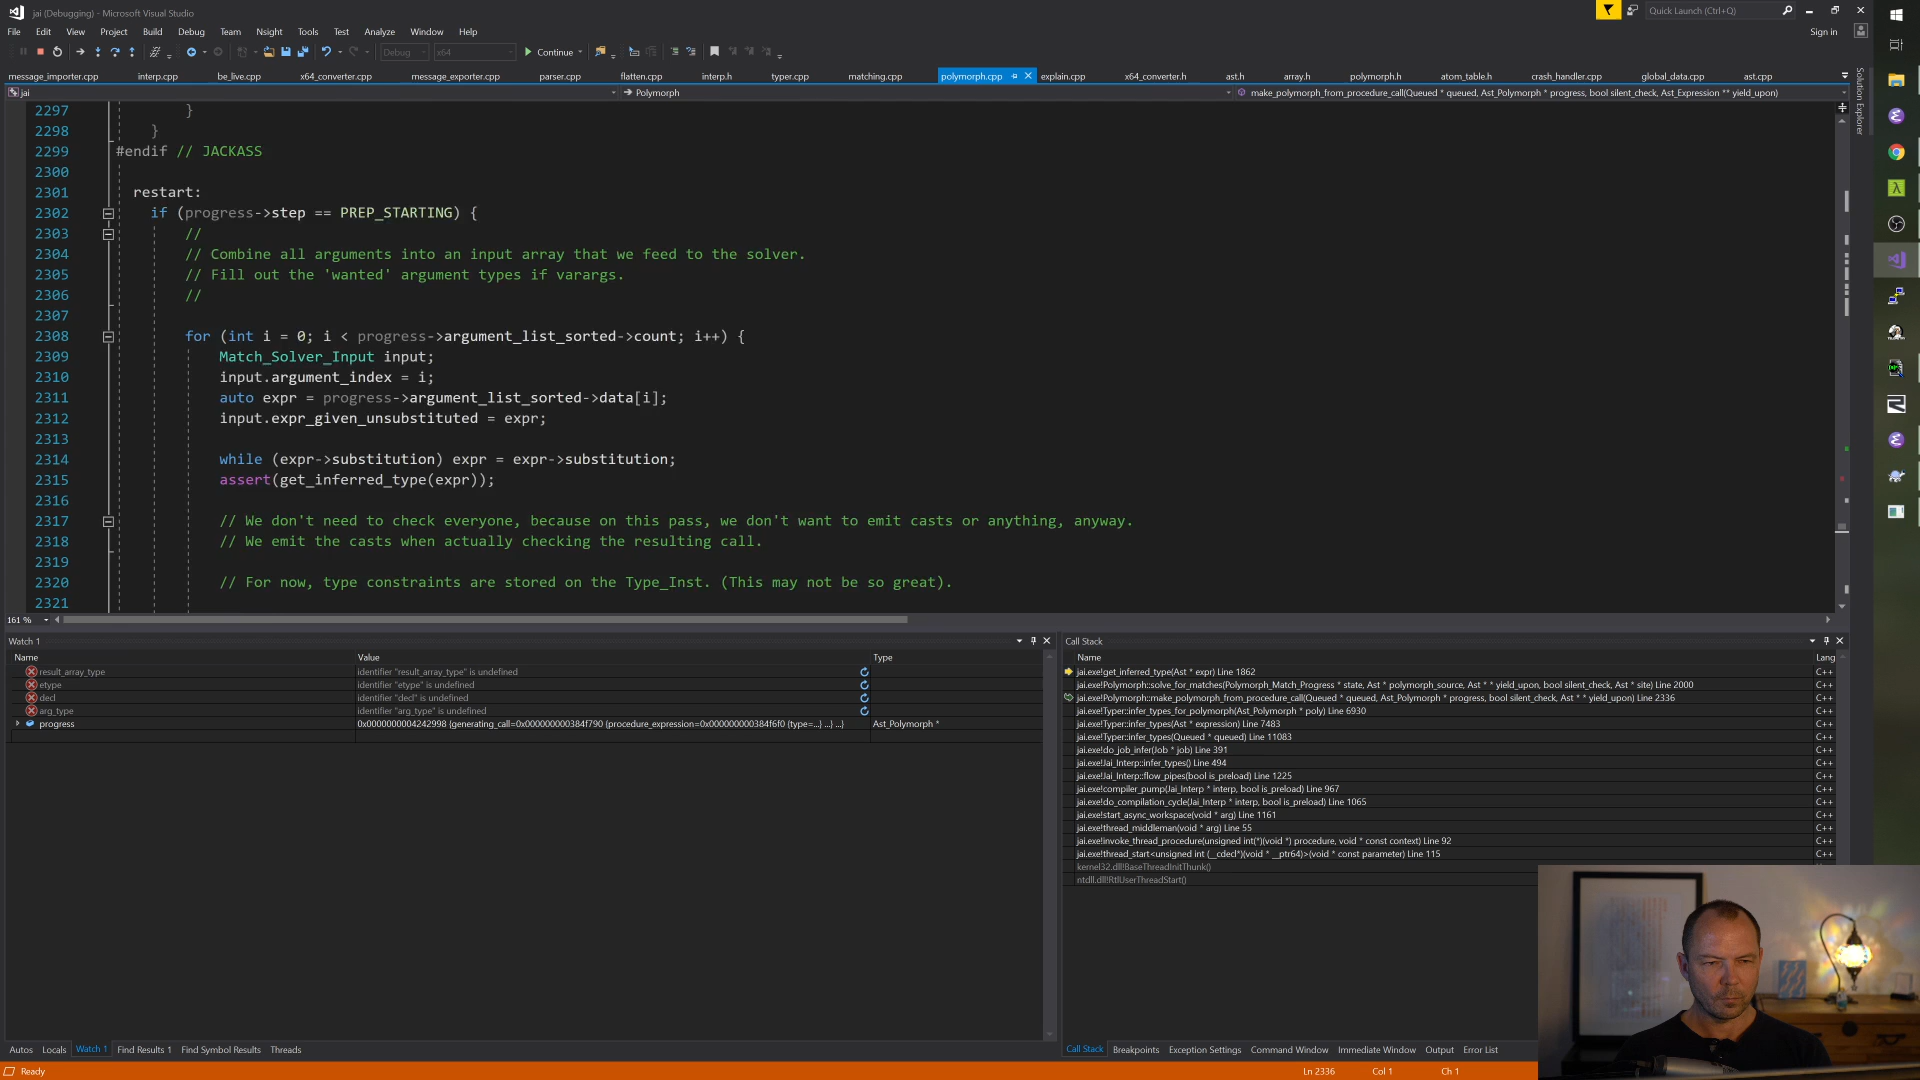 jai (Debugging) - Microsoft Visual Studio
Quick Launch (Ctrl+Q)
File Edit View Project Build Debug Team Nsight Tools Test Analyze Window Help
Sign in
Debug x64 Continue
message_importer.cpp interp.cpp be_live.cpp x64_converter.cpp message_exporter.cpp parser.cpp flatten.cpp interp.h typer.cpp matching.cpp polymorph.cpp explain.cpp x64_converter.h ast.h array.h polymorph.h atom_table.h crash_handler.cpp global_data.cpp ast.cpp
Solution Explorer
jai Polymorph make_polymorph_from_procedure_call(Queued * queued, Ast_Polymorph * progress, bool silent_check, Ast_Expression ** yield_upon)
2297 }
2298 }
2299 #endif // JACKASS
2300
2301 restart:
2302 if (progress->step == PREP_STARTING) {
2303 //
2304 // Combine all arguments into an input array that we feed to the solver.
2305 // Fill out the 'wanted' argument types if varargs.
2306 //
2307
2308 for (int i = 0; i < progress->argument_list_sorted->count; i++) {
2309 Match_Solver_Input input;
2310 input.argument_index = i;
2311 auto expr = progress->argument_list_sorted->data[i];
2312 input.expr_given_unsubstituted = expr;
2313
2314 while (expr->substitution) expr = expr->substitution;
2315 assert(get_inferred_type(expr));
2316
2317 // We don't need to check everyone, because on this pass, we don't want to emit casts or anything, anyway.
2318 // We emit the casts when actually checking the resulting call.
2319
2320 // For now, type constraints are stored on the Type_Inst. (This may not be so great).
2321
161 %
Watch 1
Name Value Type
result_array_type identifier "result_array_type" is undefined
etype identifier "etype" is undefined
decl identifier "decl" is undefined
arg_type identifier "arg_type" is undefined
progress 0x0000000004242998 {generating_call=0x000000000384f790 {procedure_expression=0x000000000384f6f0 {type=...} ...} ...} Ast_Polymorph *
Call Stack
Name Lang
jai.exe!get_inferred_type(Ast * expr) Line 1862 C++
jai.exe!Polymorph::solve_for_matches(Polymorph_Match_Progress * state, Ast * polymorph_source, Ast * * yield_upon, bool silent_check, Ast * site) Line 2000 C++
jai.exe!Polymorph::make_polymorph_from_procedure_call(Queued * queued, Ast_Polymorph * progress, bool silent_check, Ast * * yield_upon) Line 2336 C++
jai.exe!Typer::infer_types_for_polymorph(Ast_Polymorph * poly) Line 6930 C++
jai.exe!Typer::infer_types(Ast * expression) Line 7483 C++
jai.exe!Typer::infer_types(Queued * queued) Line 11083 C++
jai.exe!do_job_infer(Job * job) Line 391 C++
jai.exe!Jai_Interp::infer_types() Line 494 C++
jai.exe!Jai_Interp::flow_pipes(bool is_preload) Line 1225 C++
jai.exe!compiler_pump(Jai_Interp * interp, bool is_preload) Line 967 C++
jai.exe!do_compilation_cycle(Jai_Interp * interp, bool is_preload) Line 1065 C++
jai.exe!start_async_workspace(void * arg) Line 1161 C++
jai.exe!thread_middleman(void * arg) Line 55 C++
jai.exe!invoke_thread_procedure(unsigned int(*)(void *) procedure, void * const context) Line 92 C++
jai.exe!thread_start<unsigned int (__cdecl*)(void * __ptr64)>(void * const parameter) Line 115 C++
kernel32.dll!BaseThreadInitThunk()
ntdll.dll!RtlUserThreadStart()
Autos Locals Watch 1 Find Results 1 Find Symbol Results Threads
Call Stack Breakpoints Exception Settings Command Window Immediate Window Output Error List
Ready Ln 2336 Col 1 Ch 1